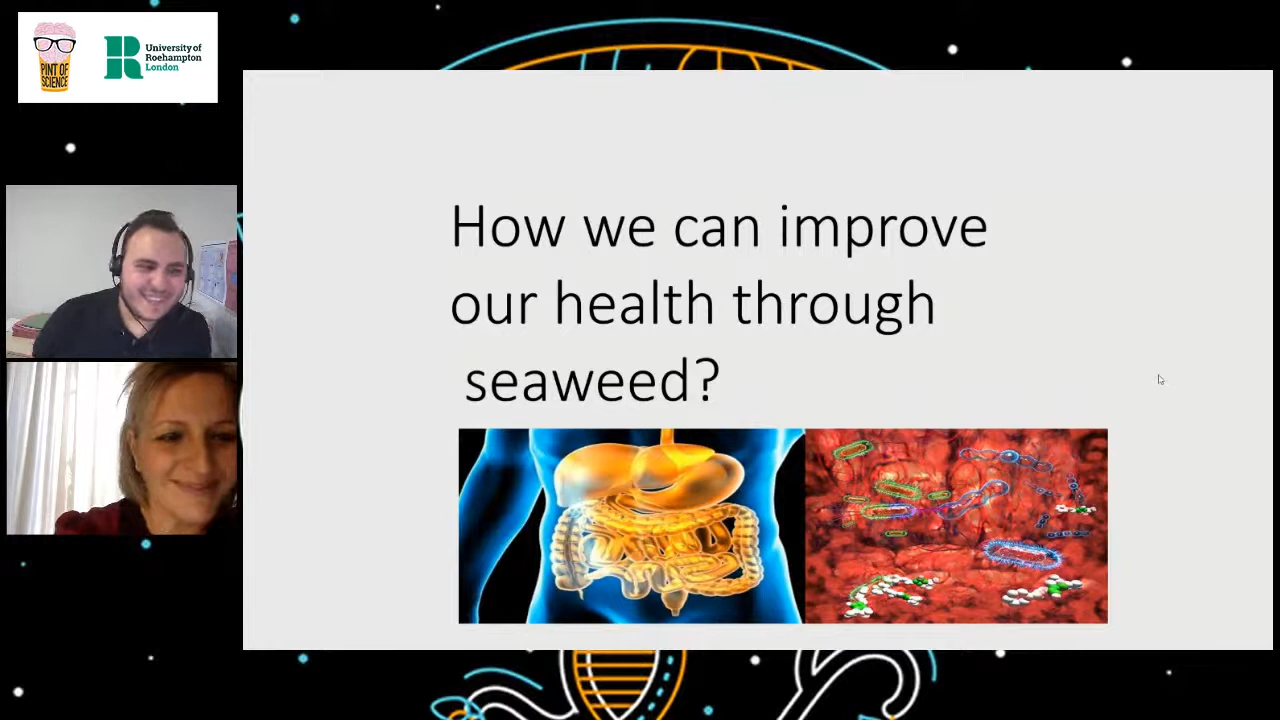 PINT OF
SCIENCE
University of
Roehampton
London
How we can improve
our health through
seaweed?